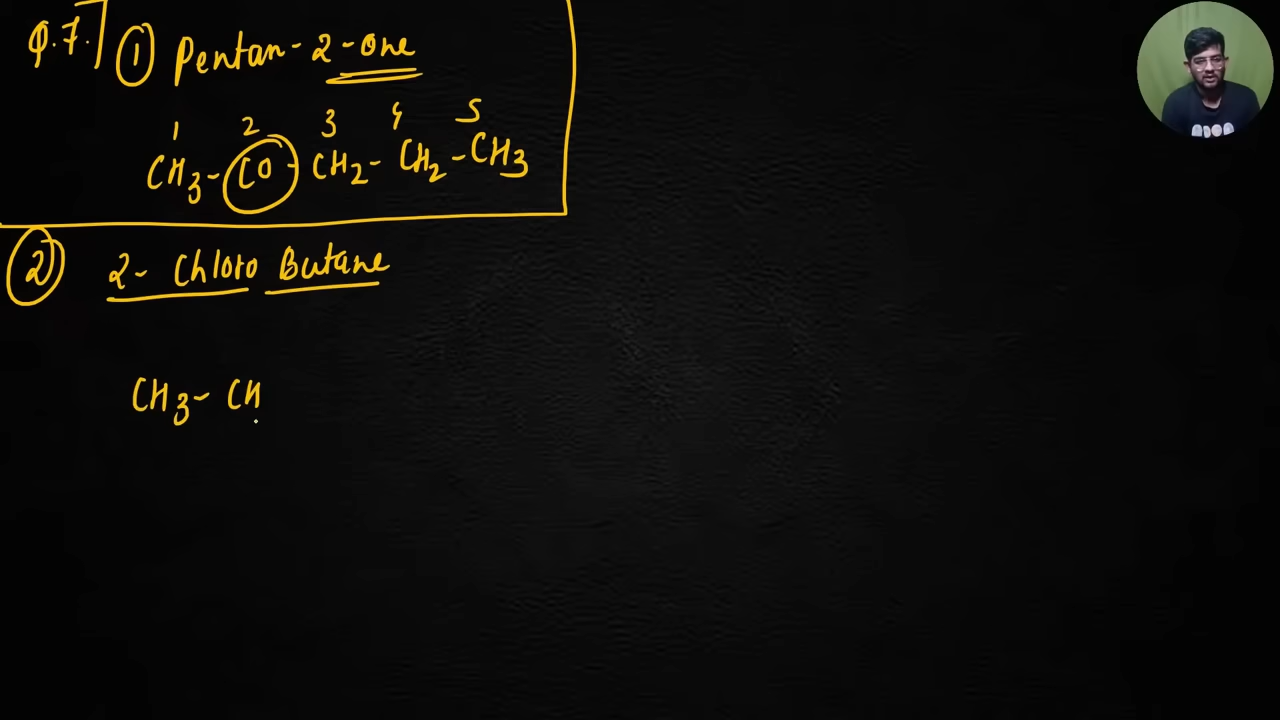 Q.7.] ① Pentan-2-one
1 2 3 4 5
CH3-CO-CH2-CH2-CH3
② 2-Chloro Butane
CH3-CH